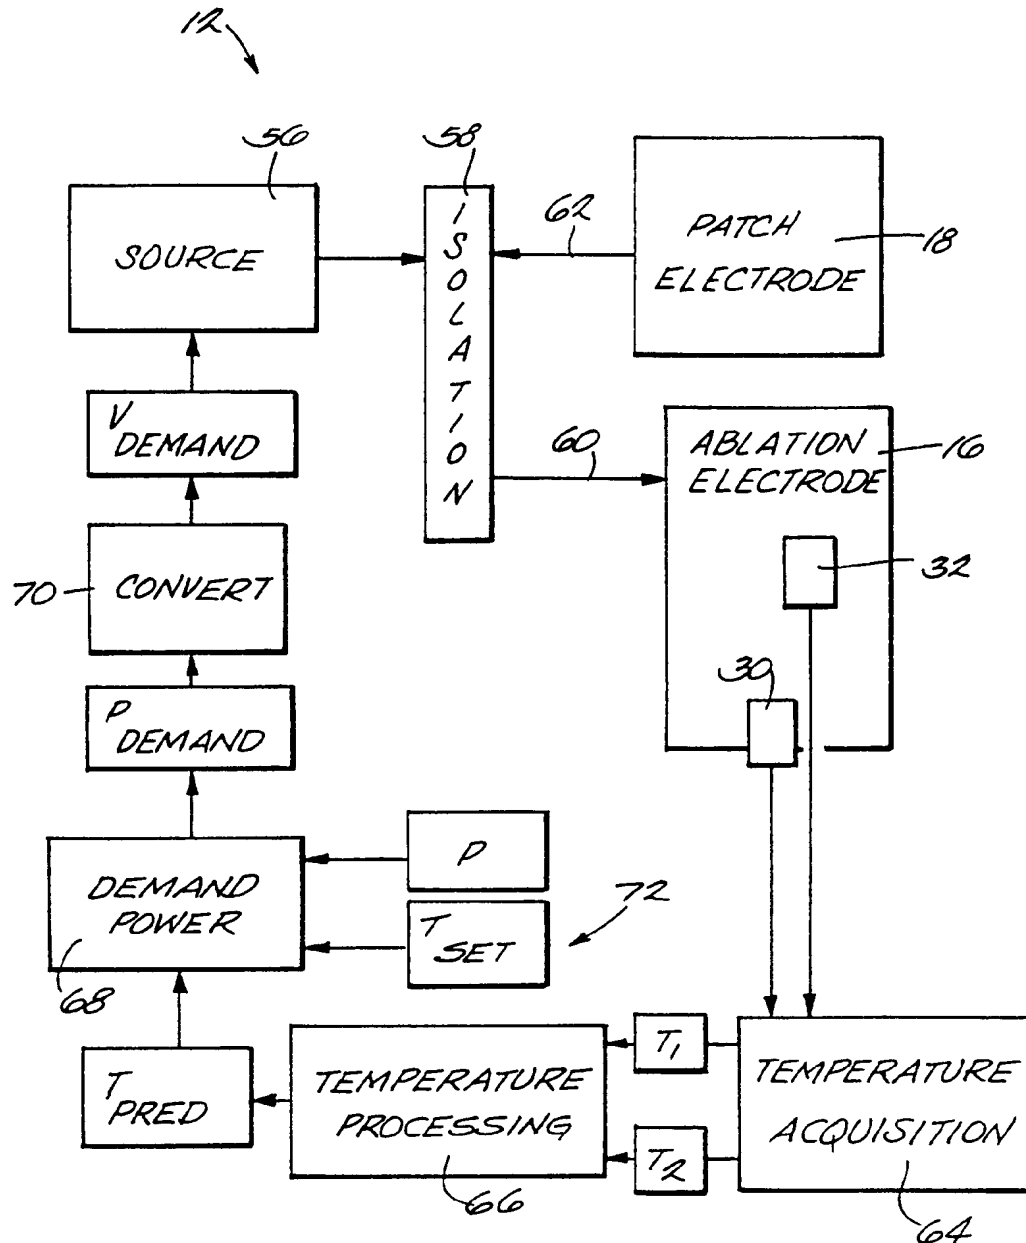 12
56
58
SOURCE
ISOLATION
62
PATCH
ELECTRODE
18
V
DEMAND
60
ABLATION
ELECTRODE
16
70
CONVERT
32
30
P
DEMAND
P
DEMAND
POWER
68
T
SET
72
T
PRED
TEMPERATURE
PROCESSING
66
T1
T2
TEMPERATURE
ACQUISITION
64